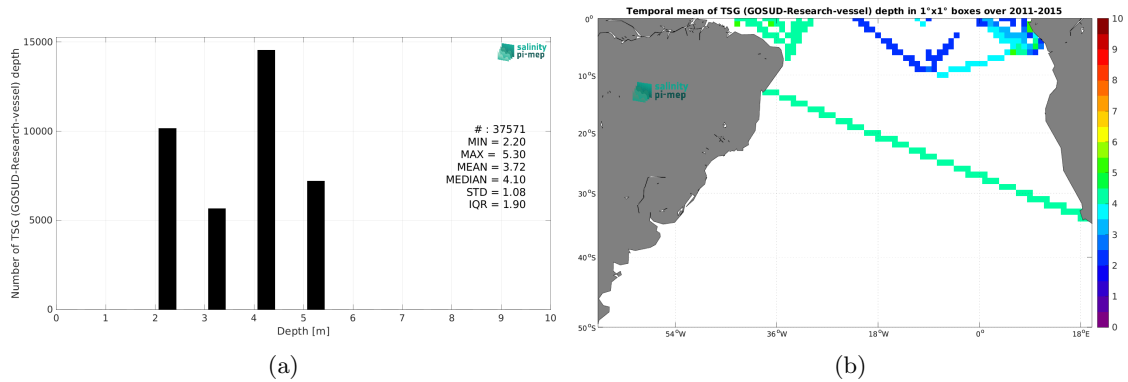 15000
10000
5000
0
Number of TSG (GOSUD-Research-vessel) depth
salinity
pi-mep
# : 37571
MIN = 2.20
MAX = 5.30
MEAN = 3.72
MEDIAN = 4.10
STD = 1.08
IQR = 1.90
0 1 2 3 4 5 6 7 8 9 10
Depth [m]
(a)
Temporal mean of TSG (GOSUD-Research-vessel) depth in 1°x1° boxes over 2011-2015
salinity
pi-mep
0°
10°S
20°S
30°S
40°S
50°S
54°W 36°W 18°W 0° 18°E
10
9
8
7
6
5
4
3
2
1
0
(b)